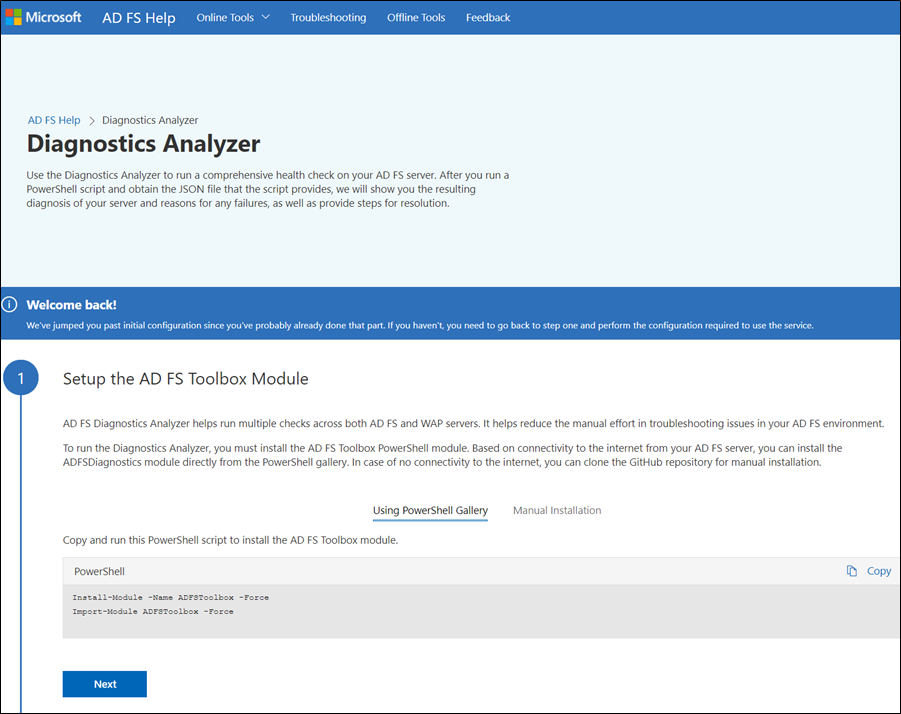 Microsoft AD FS Help Online Tools Troubleshooting Offline Tools Feedback
AD FS Help > Diagnostics Analyzer
Diagnostics Analyzer
Use the Diagnostics Analyzer to run a comprehensive health check on your AD FS server. After you run a
PowerShell script and obtain the JSON file that the script provides, we will show you the resulting
diagnosis of your server and reasons for any failures, as well as provide steps for resolution.
Welcome back!
We've jumped you past initial configuration since you've probably already done that part. If you haven't, you need to go back to step one and perform the configuration required to use the service.
1 Setup the AD FS Toolbox Module
AD FS Diagnostics Analyzer helps run multiple checks across both AD FS and WAP servers. It helps reduce the manual effort in troubleshooting issues in your AD FS environment.
To run the Diagnostics Analyzer, you must install the AD FS Toolbox PowerShell module. Based on connectivity to the internet from your AD FS server, you can install the
ADFSDiagnostics module directly from the PowerShell gallery. In case of no connectivity to the internet, you can clone the GitHub repository for manual installation.
Using PowerShell Gallery Manual Installation
Copy and run this PowerShell script to install the AD FS Toolbox module.
PowerShell Copy
Install-Module -Name ADFSToolbox -Force
Import-Module ADFSToolbox -Force
Next